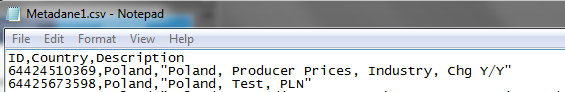 Metadane1.csv - Notepad
File Edit Format View Help
ID,Country,Description
64424510369,Poland,"Poland, Producer Prices, Industry, Chg Y/Y"
64425673598,Poland,"Poland, Test, PLN"